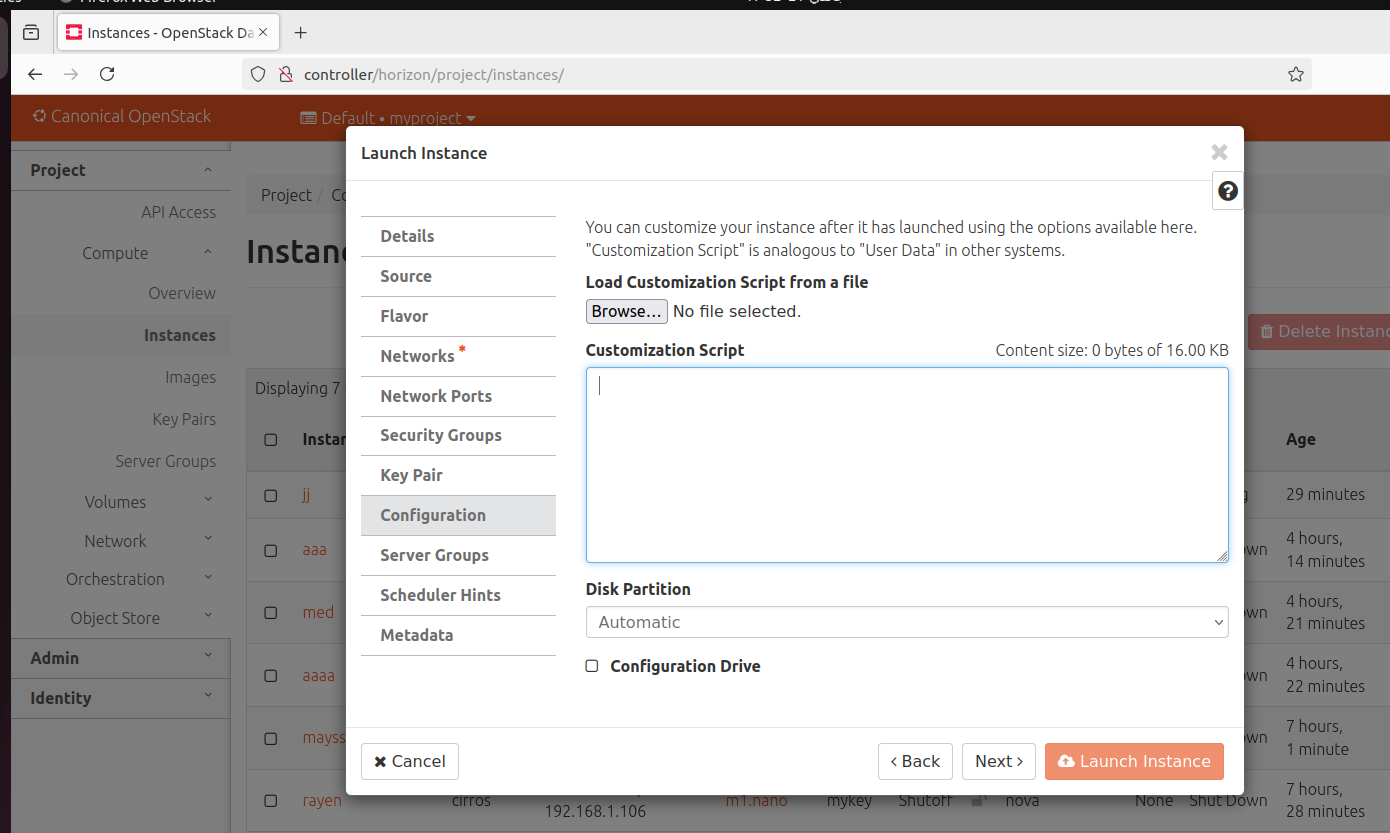 Instances - OpenStack Da
controller/horizon/project/instances/
Canonical OpenStack
Default • myproject
Launch Instance
Project
API Access
Compute
Overview
Instances
Images
Key Pairs
Server Groups
Volumes
Network
Orchestration
Object Store
Admin
Identity
Project /
Displaying 7
Delete
Age
jj
29 minutes
aaa
4 hours,
14 minutes
med
4 hours,
21 minutes
aaaa
4 hours,
22 minutes
7 hours,
1 minute
rayen
cirros
192.168.1.106
m1.nano
mykey
Shutoff
nova
None
Shut Down
7 hours,
28 minutes
Details
Source
Flavor
Networks *
Network Ports
Security Groups
Key Pair
Configuration
Server Groups
Scheduler Hints
Metadata
You can customize your instance after it has launched using the options available here.
"Customization Script" is analogous to "User Data" in other systems.
Load Customization Script from a file
Browse... No file selected.
Customization Script
Content size: 0 bytes of 16.00 KB
Disk Partition
Automatic
Configuration Drive
Cancel
Back
Next
Launch Instance